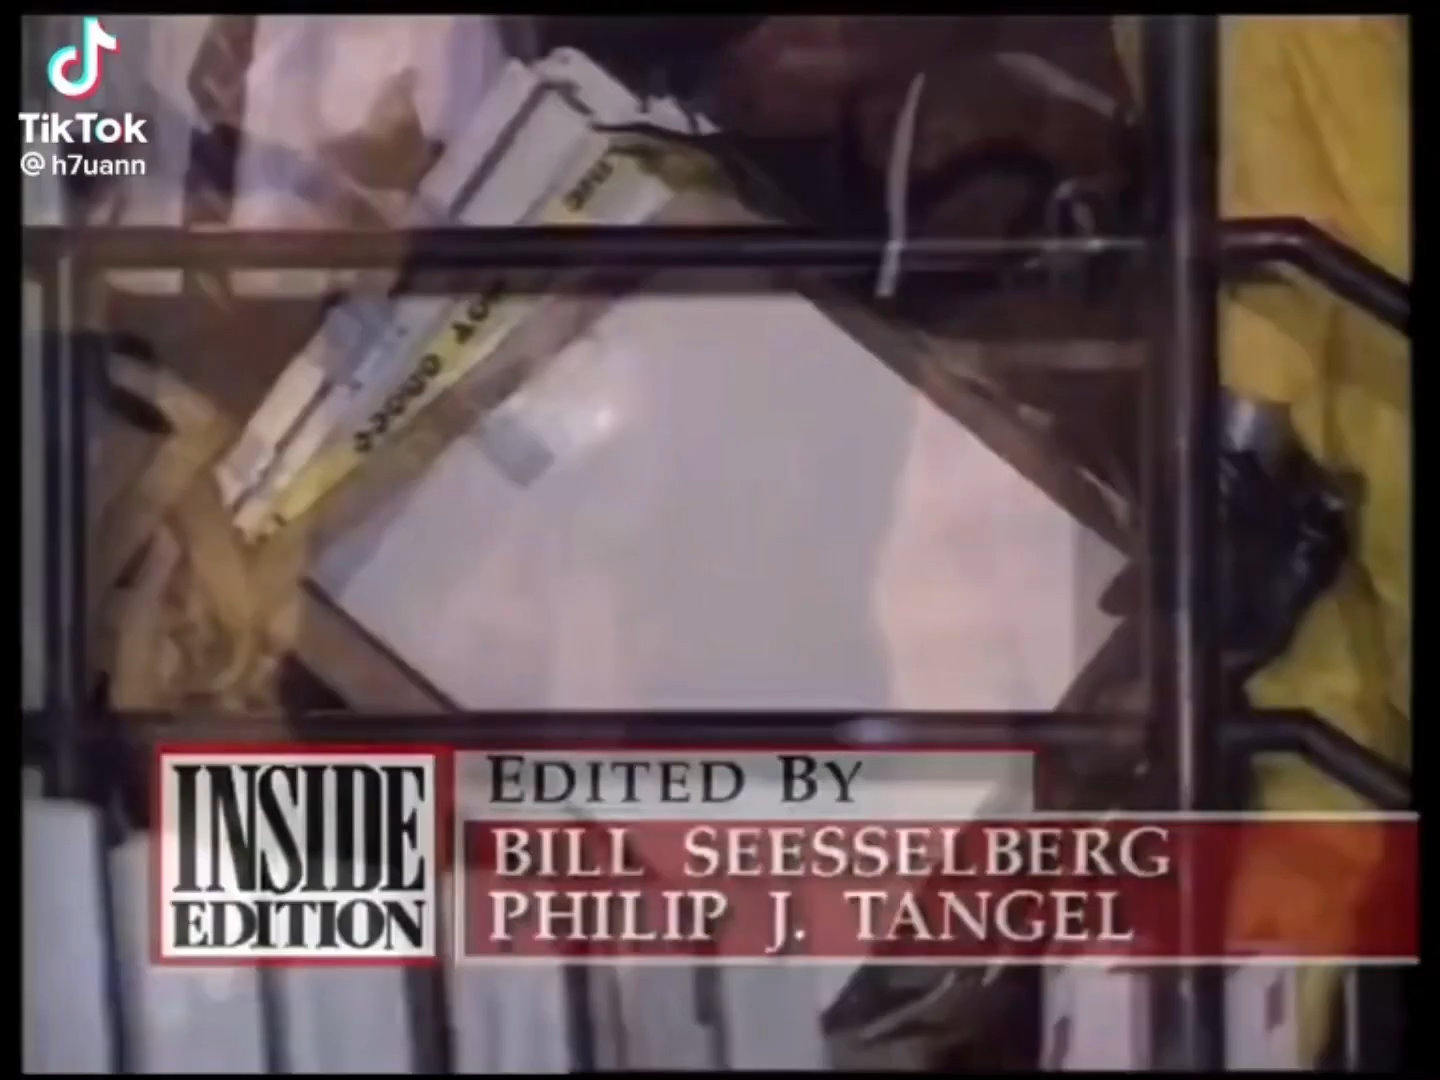 TikTok
@h7uann
INSIDE
EDITION
EDITED BY
BILL SEESSELBERG
PHILIP J. TANGEL